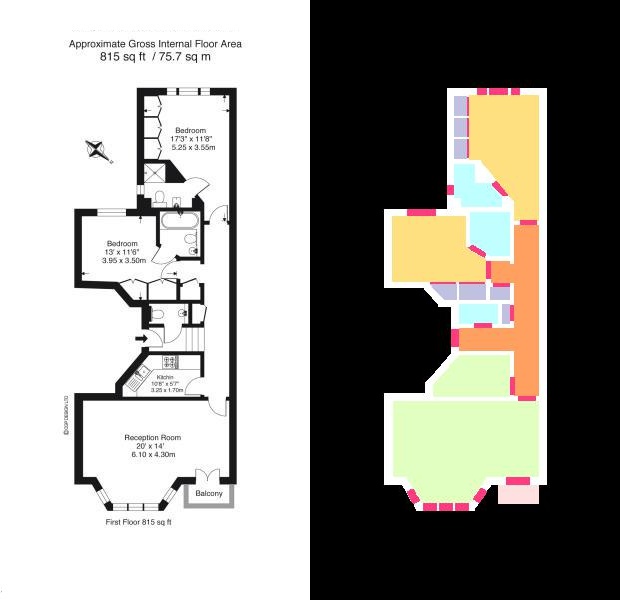 Approximate Gross Internal Floor Area
815 sq ft / 75.7 sq m
Bedroom
17'3" x 11'8"
5.25 x 3.55m
Bedroom
13' x 11'6"
3.95 x 3.50m
Kitchin
10'8" x 5'7"
3.25 x 1.70m
©CGP DESIGN LTD
Reception Room
20' x 14'
6.10 x 4.30m
Balcony
First Floor 815 sq ft